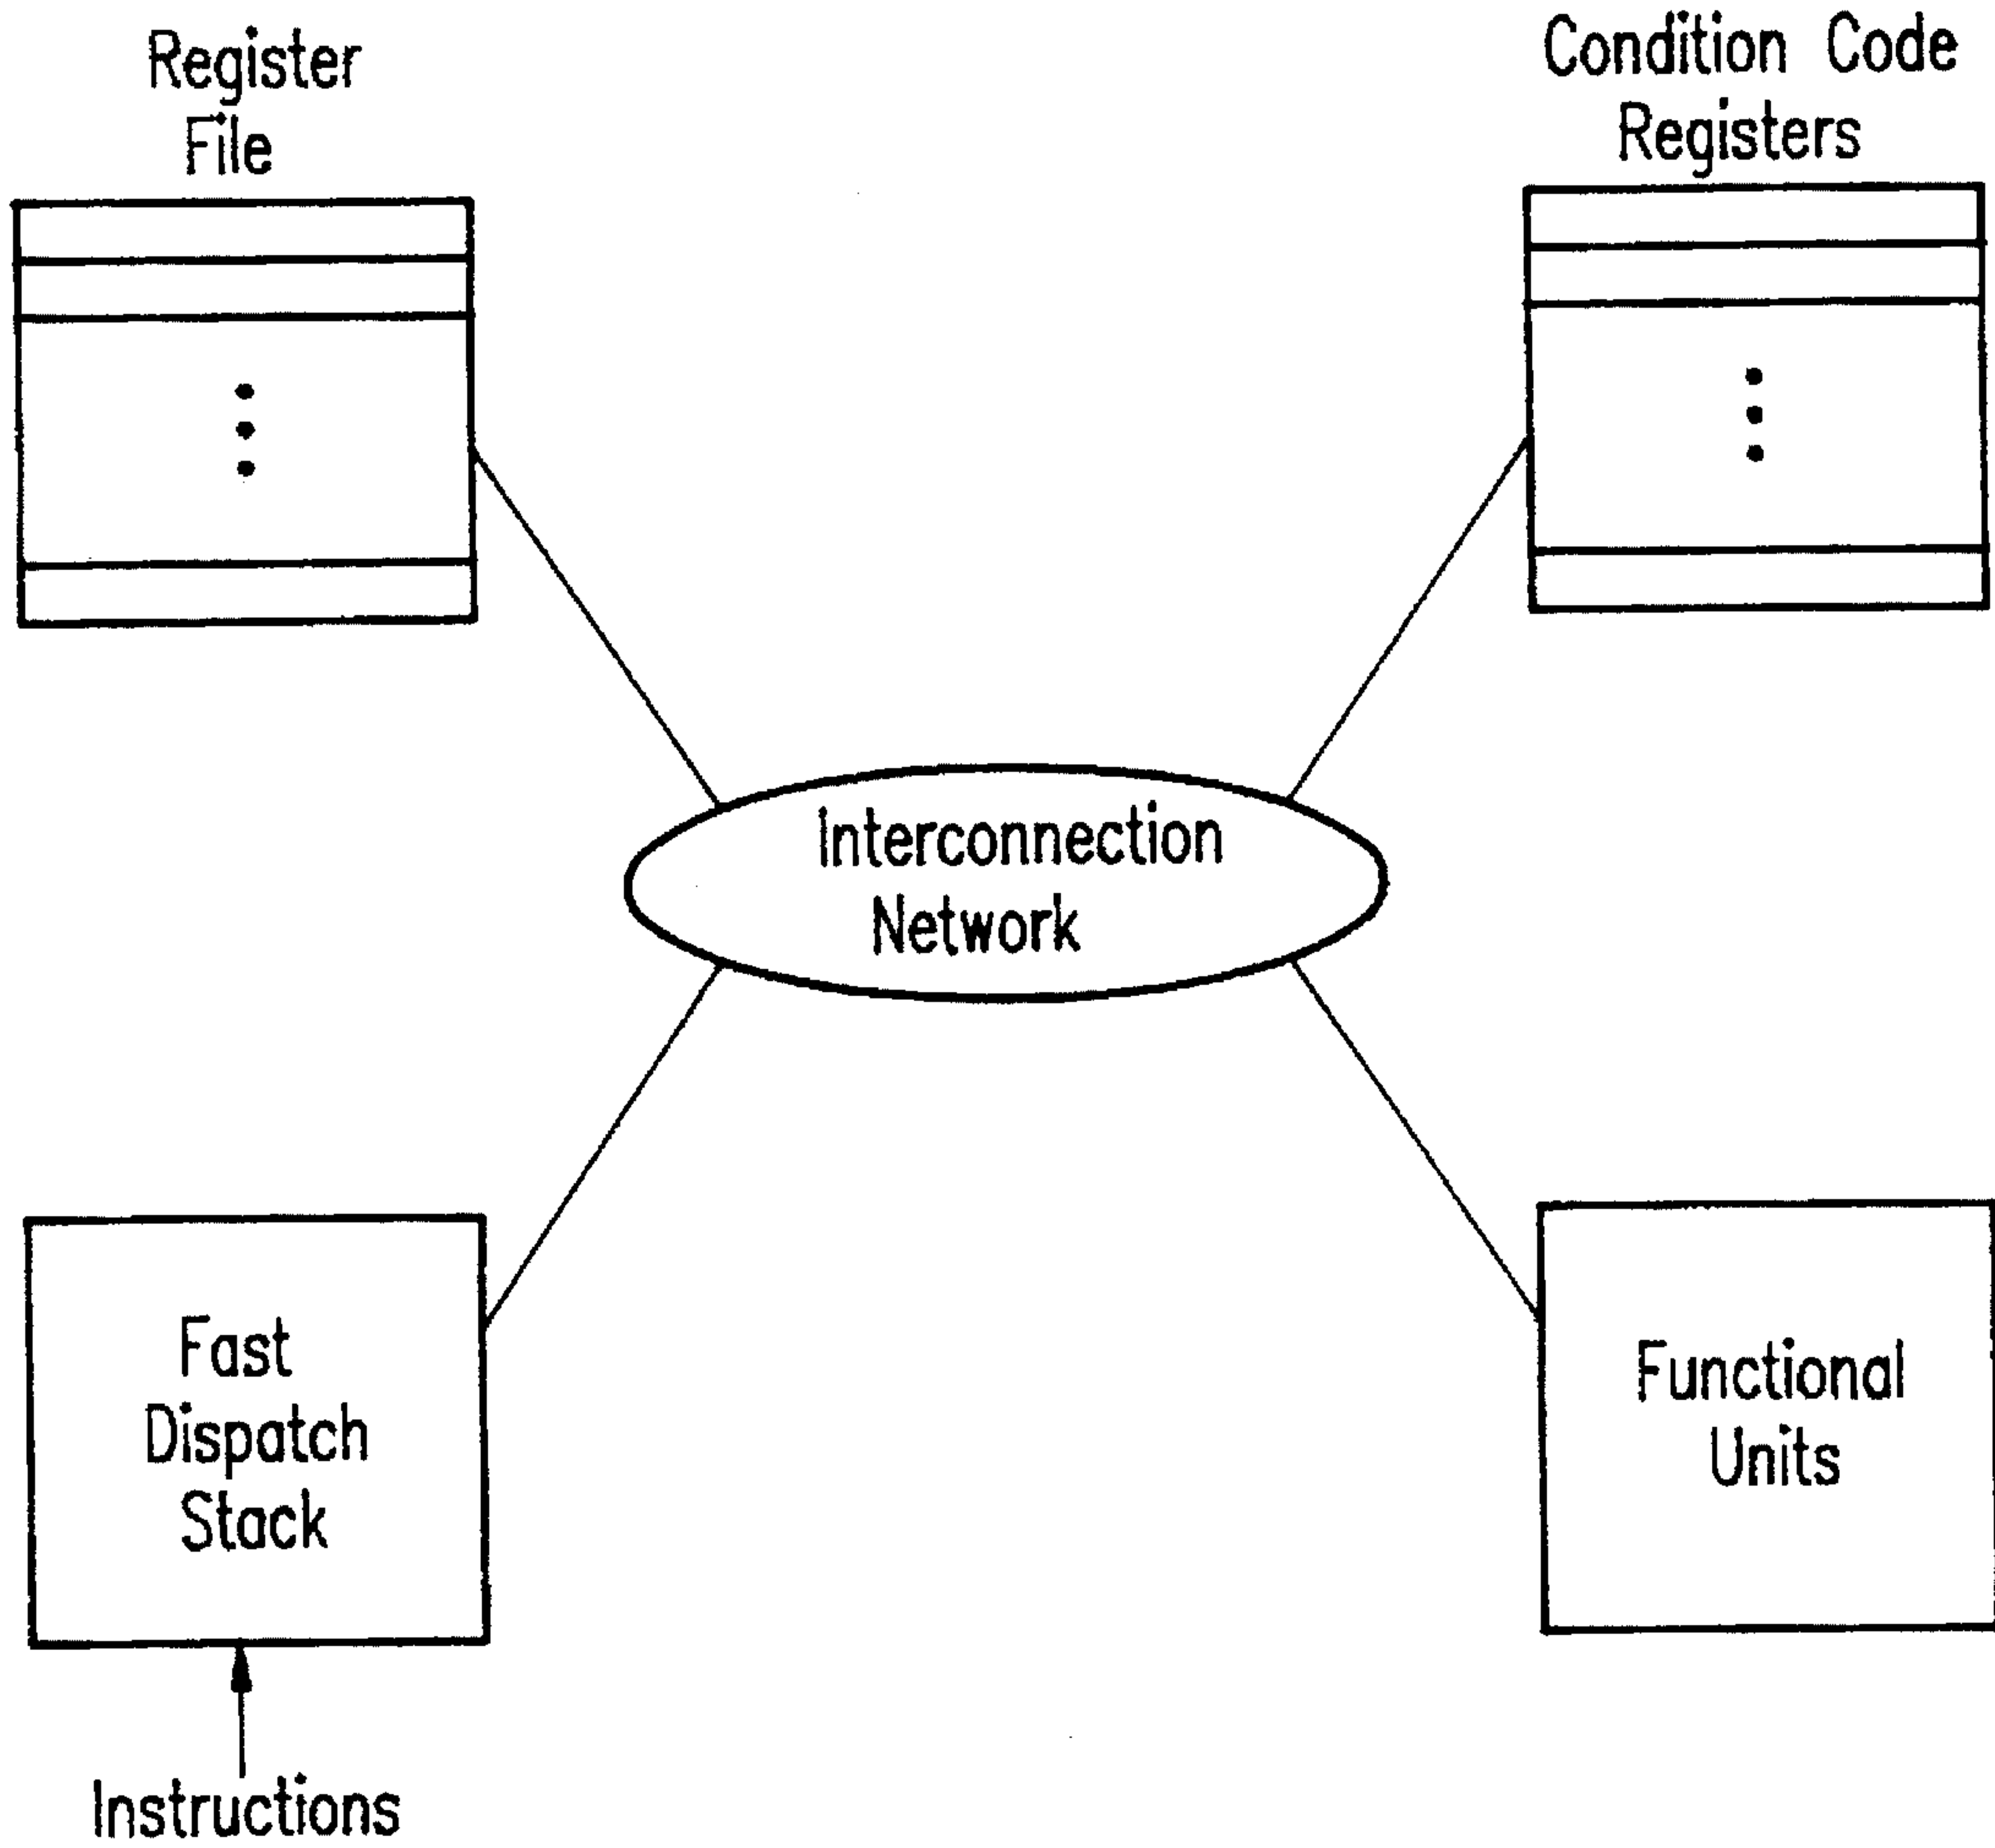 Register
File
Condition Code
Registers
Interconnection
Network
Fast
Dispatch
Stack
Functional
Units
Instructions